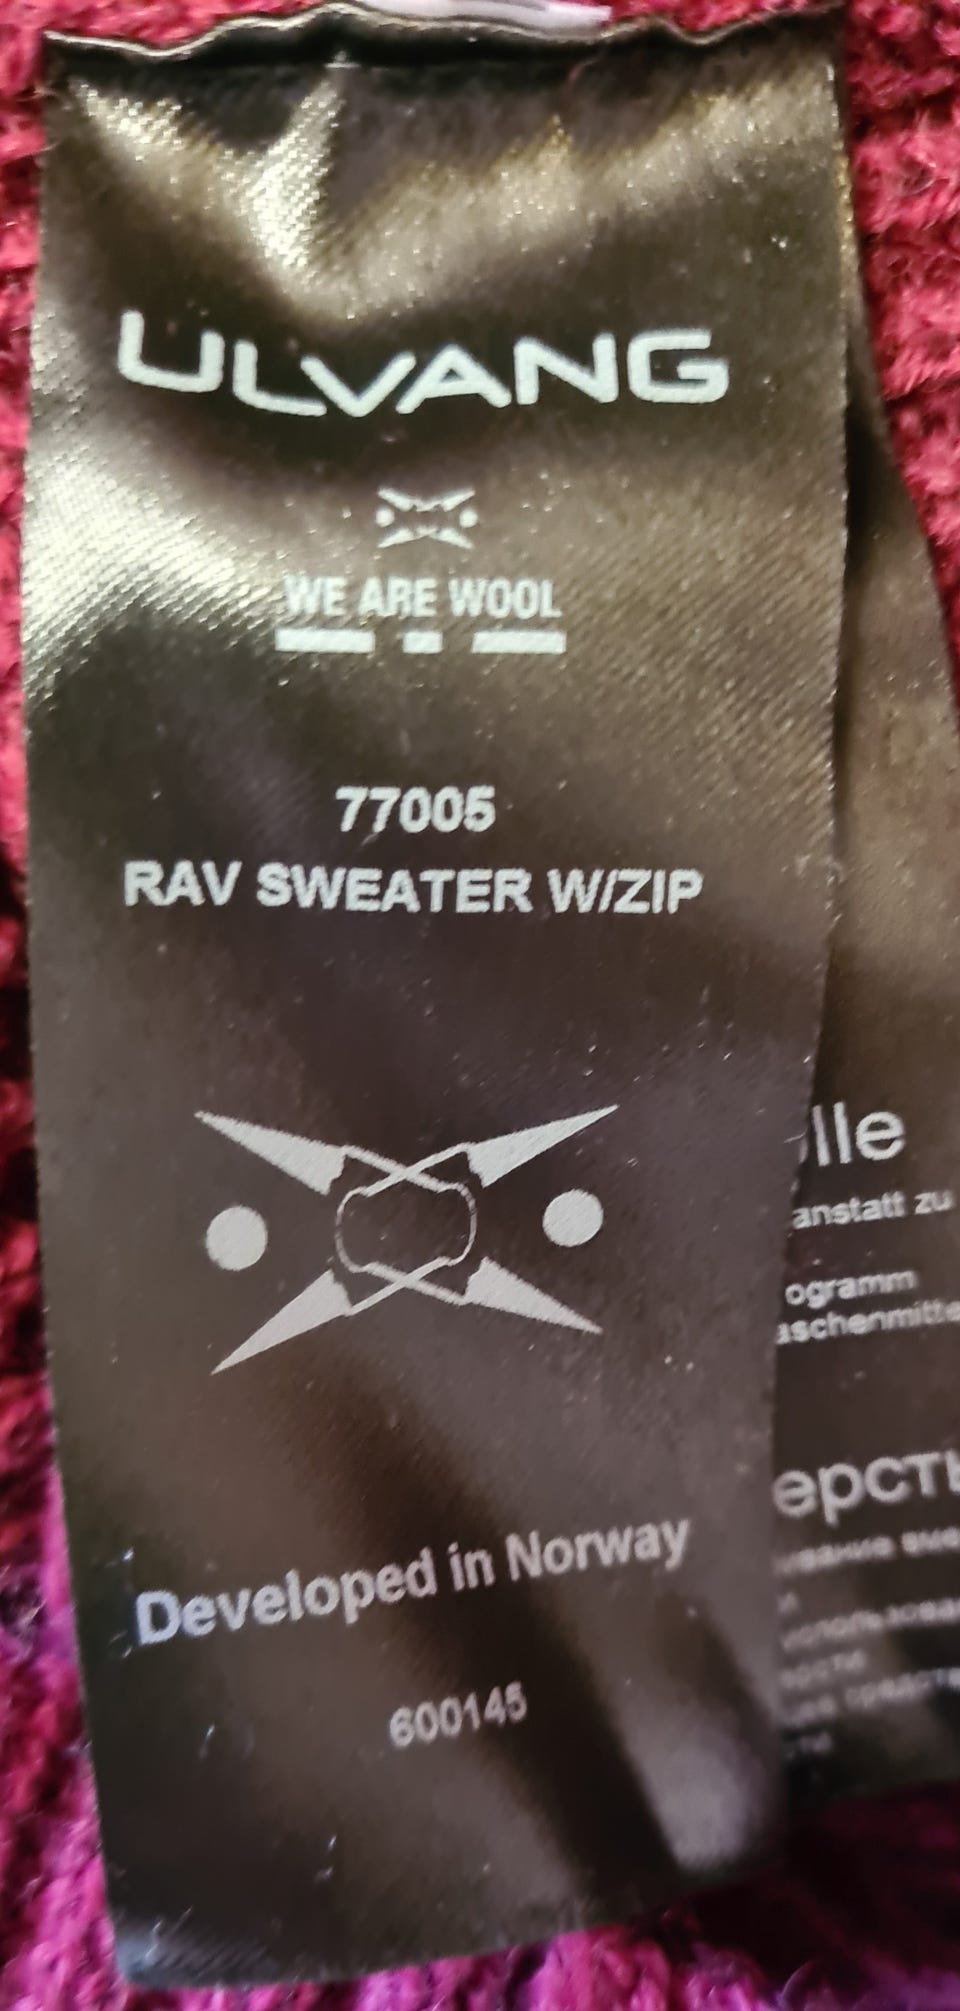 ULVANG
WE ARE WOOL
77005
RAV SWEATER W/ZIP
Developed in Norway
600145
lle
anstatt zu
ogramm
aschenmitte
ерсть